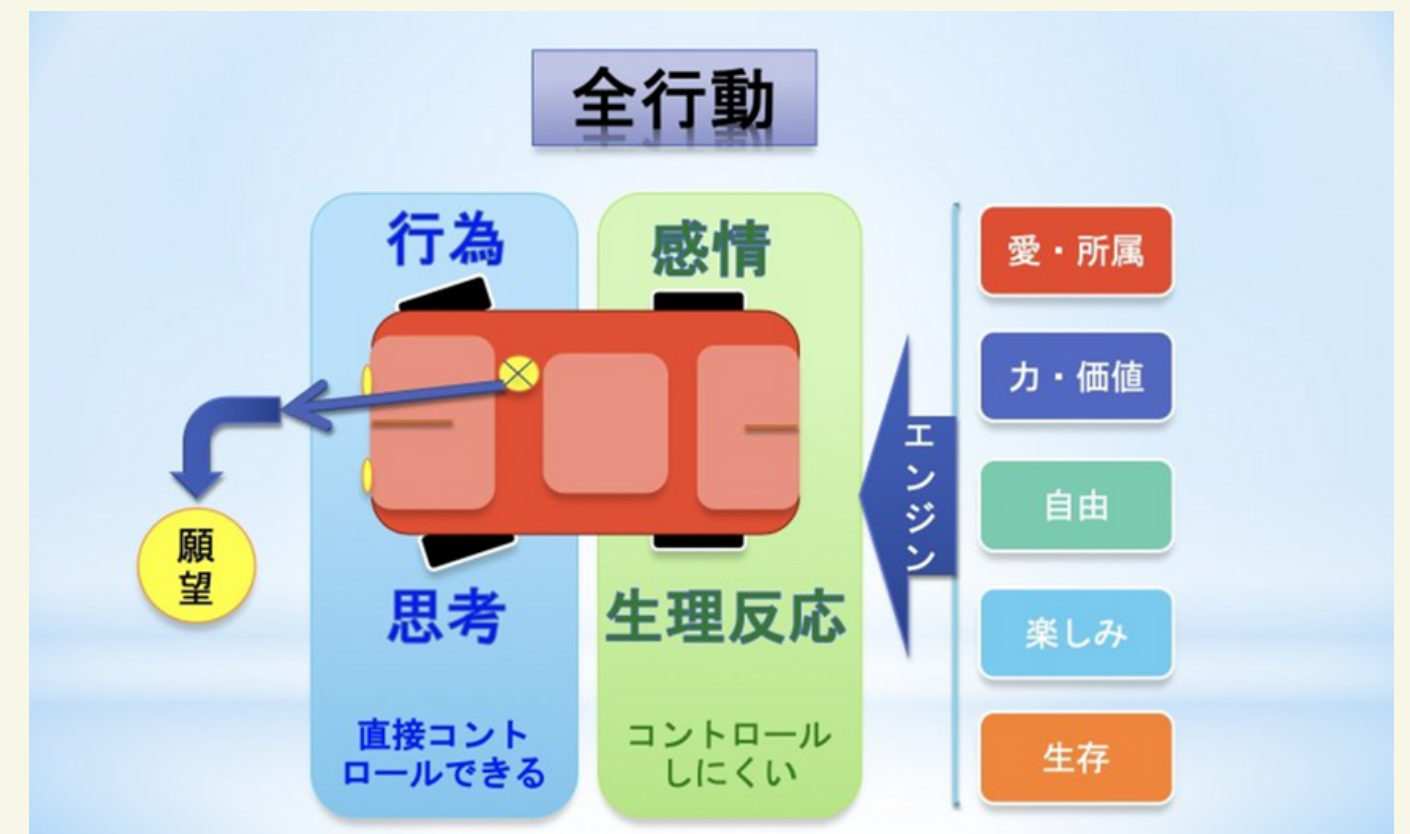 全行動
行為
感情
思考
生理反応
直接コント
ロールできる
コントロール
しにくい
願
望
エンジン
愛・所属
力・価値
自由
楽しみ
生存